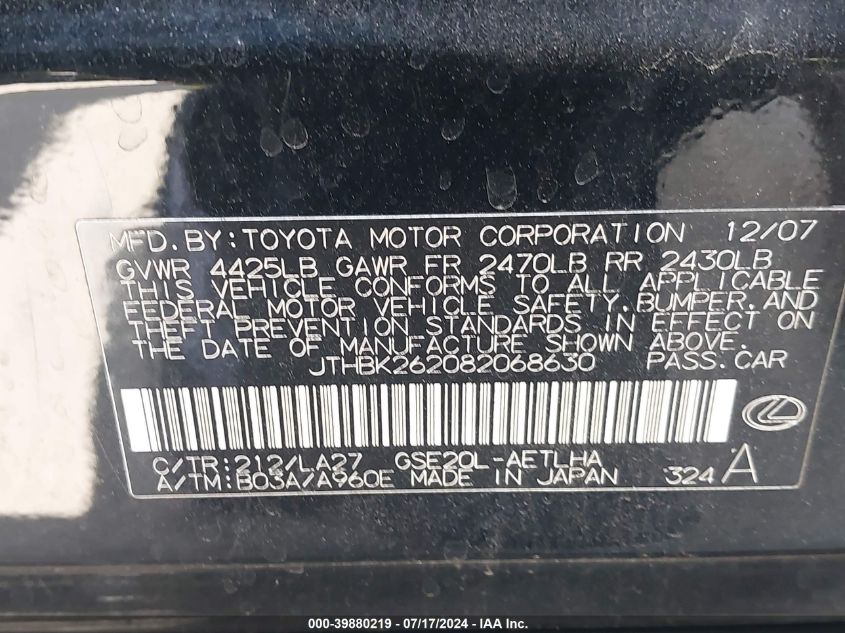 MFD. BY: TOYOTA MOTOR CORPORATION 12/07
GVWR 4425LB GAWR FR 2470LB RR 2430LB
THIS VEHICLE CONFORMS TO ALL APPLICABLE
FEDERAL MOTOR VEHICLE SAFETY, BUMPER, AND
THEFT PREVENTION STANDARDS IN EFFECT ON
THE DATE OF MANUFACTURE SHOWN ABOVE.
JTHBK262082068630 PASS. CAR
C/TR: 212/LA27 GSE20L-AETLHA
A/TM: B03A/A960E MADE IN JAPAN 324 A
000-39880219 - 07/17/2024 - IAA, Inc.